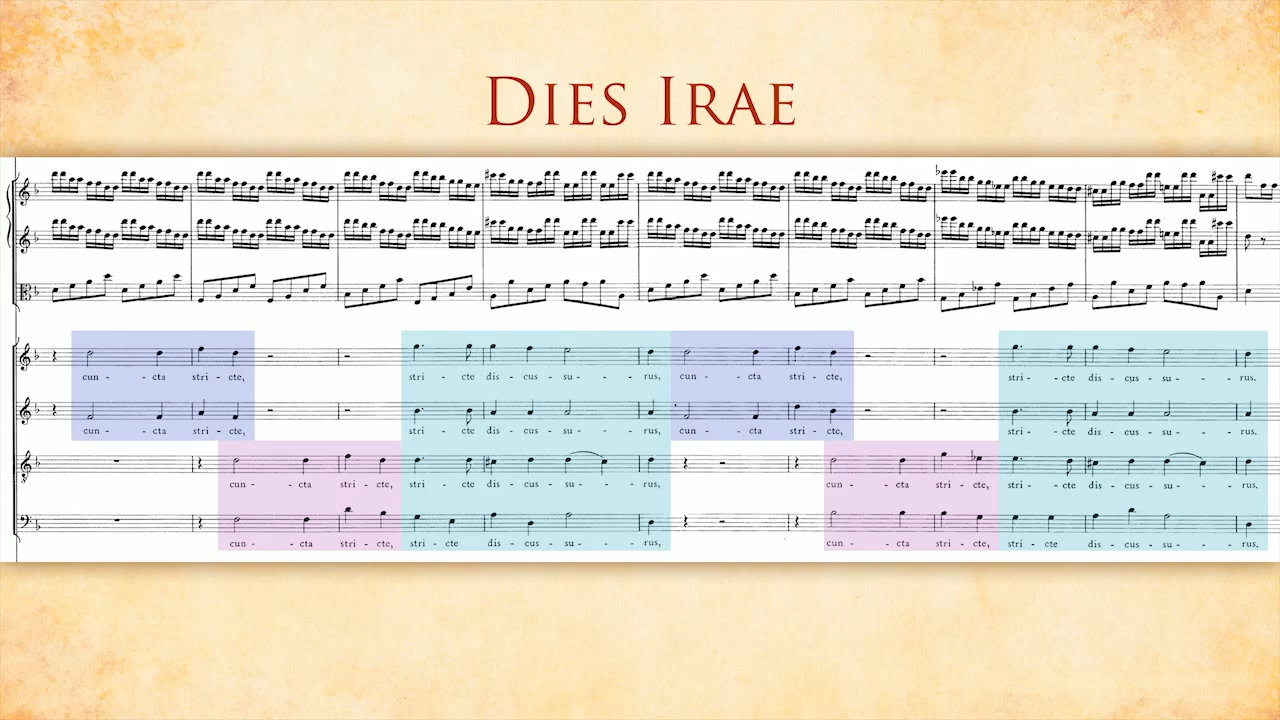 DIES IRAE
cun - - cta stri - cte, stri - cte dis - cus - su - - rus, cun - - cta stri - cte, stri - cte dis - cus - su - - rus.
cun - - cta stri - cte, stri - cte dis - cus - su - - rus, cun - - cta stri - cte, stri - cte dis - cus - su - - rus.
cun - - cta stri - cte, stri - cte dis - cus - su - - rus, cun - - cta stri - cte, stri - cte dis - cus - su - - rus.
cun - - cta stri - cte, stri - cte dis - cus - su - - rus, cun - - cta stri - cte, stri - cte dis - cus - su - - rus.